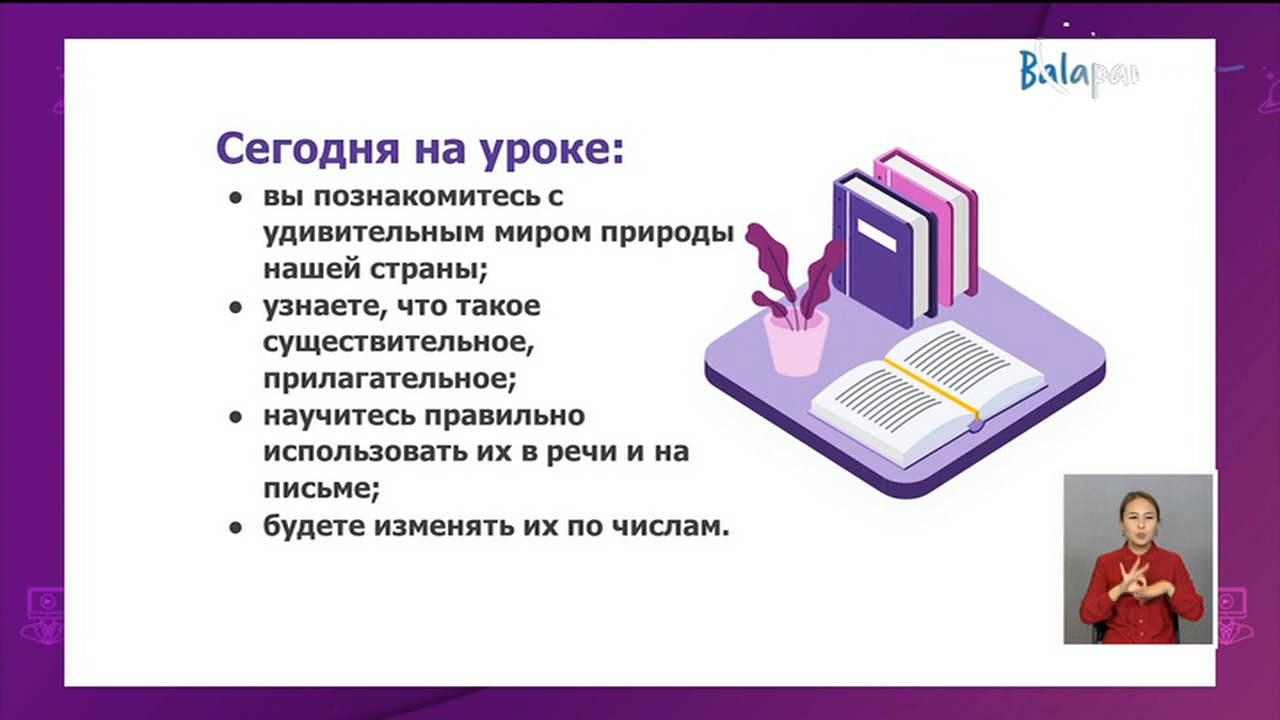 Balapan
Сегодня на уроке:
● вы познакомитесь с
удивительным миром природы
нашей страны;
● узнаете, что такое
существительное,
прилагательное;
● научитесь правильно
использовать их в речи и на
письме;
● будете изменять их по числам.